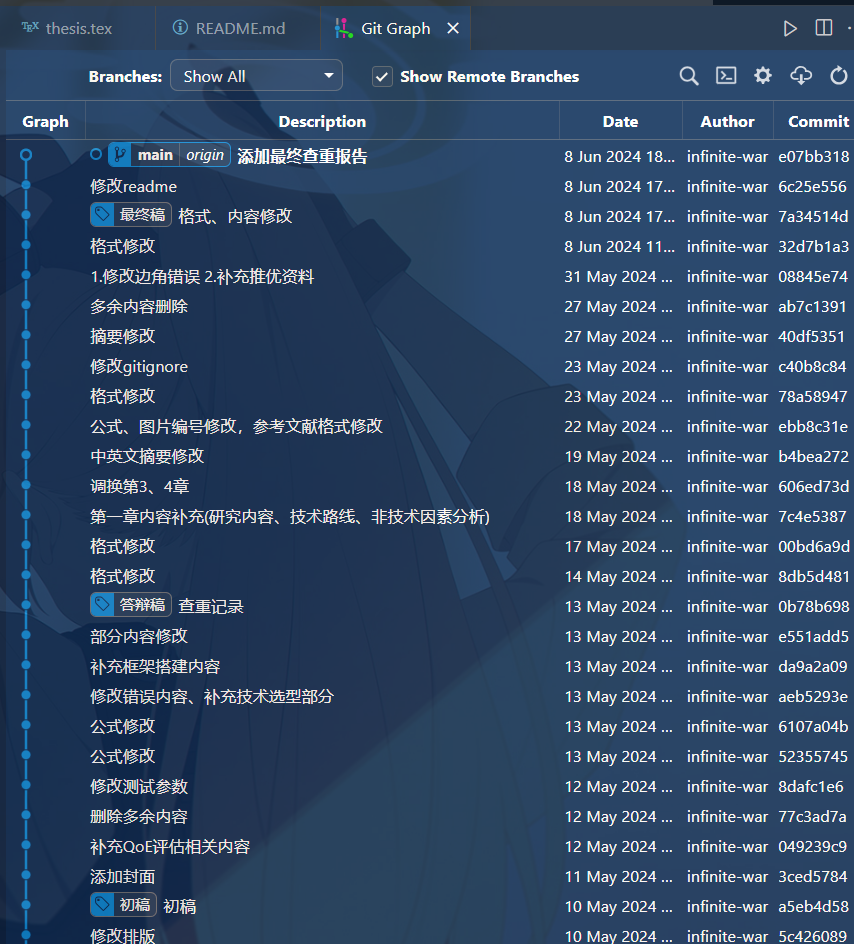 TEX thesis.tex README.md Git Graph
Branches: Show All Show Remote Branches
Graph Description Date Author Commit
main origin 添加最终查重报告 8 Jun 2024 18... infinite-war e07bb318
修改readme 8 Jun 2024 17... infinite-war 6c25e556
最终稿 格式、内容修改 8 Jun 2024 17... infinite-war 7a34514d
格式修改 8 Jun 2024 11... infinite-war 32d7b1a3
1.修改边角错误 2.补充推优资料 31 May 2024 ... infinite-war 08845e74
多余内容删除 27 May 2024 ... infinite-war ab7c1391
摘要修改 27 May 2024 ... infinite-war 40df5351
修改gitignore 23 May 2024 ... infinite-war c40b8c84
格式修改 23 May 2024 ... infinite-war 78a58947
公式、图片编号修改，参考文献格式修改 22 May 2024 ... infinite-war ebb8c31e
中英文摘要修改 19 May 2024 ... infinite-war b4bea272
调换第3、4章 18 May 2024 ... infinite-war 606ed73d
第一章内容补充(研究内容、技术路线、非技术因素分析) 18 May 2024 ... infinite-war 7c4e5387
格式修改 17 May 2024 ... infinite-war 00bd6a9d
格式修改 14 May 2024 ... infinite-war 8db5d481
答辩稿 查重记录 13 May 2024 ... infinite-war 0b78b698
部分内容修改 13 May 2024 ... infinite-war e551add5
补充框架搭建内容 13 May 2024 ... infinite-war da9a2a09
修改错误内容、补充技术选型部分 13 May 2024 ... infinite-war aeb5293e
公式修改 13 May 2024 ... infinite-war 6107a04b
公式修改 13 May 2024 ... infinite-war 52355745
修改测试参数 12 May 2024 ... infinite-war 8dafc1e6
删除多余内容 12 May 2024 ... infinite-war 77c3ad7a
补充QoE评估相关内容 12 May 2024 ... infinite-war 049239c9
添加封面 11 May 2024 ... infinite-war 3ced5784
初稿 初稿 10 May 2024 ... infinite-war a5eb4d58
修改排版 10 May 2024 ... infinite-war 5c426089